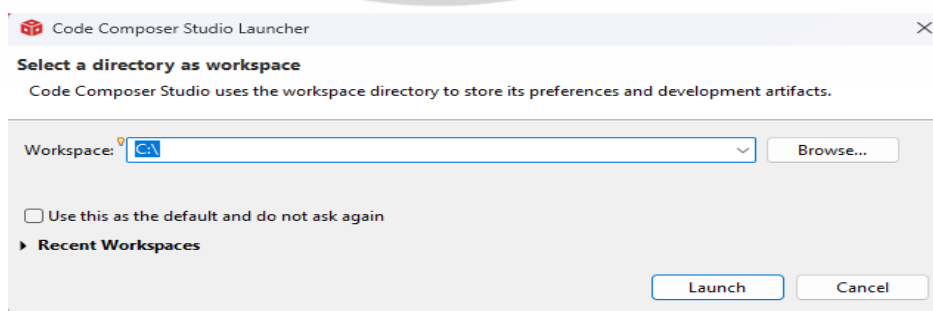 Code Composer Studio Launcher
Select a directory as workspace
Code Composer Studio uses the workspace directory to store its preferences and development artifacts.
Workspace: C:\ Browse...
Use this as the default and do not ask again
Recent Workspaces
Launch Cancel